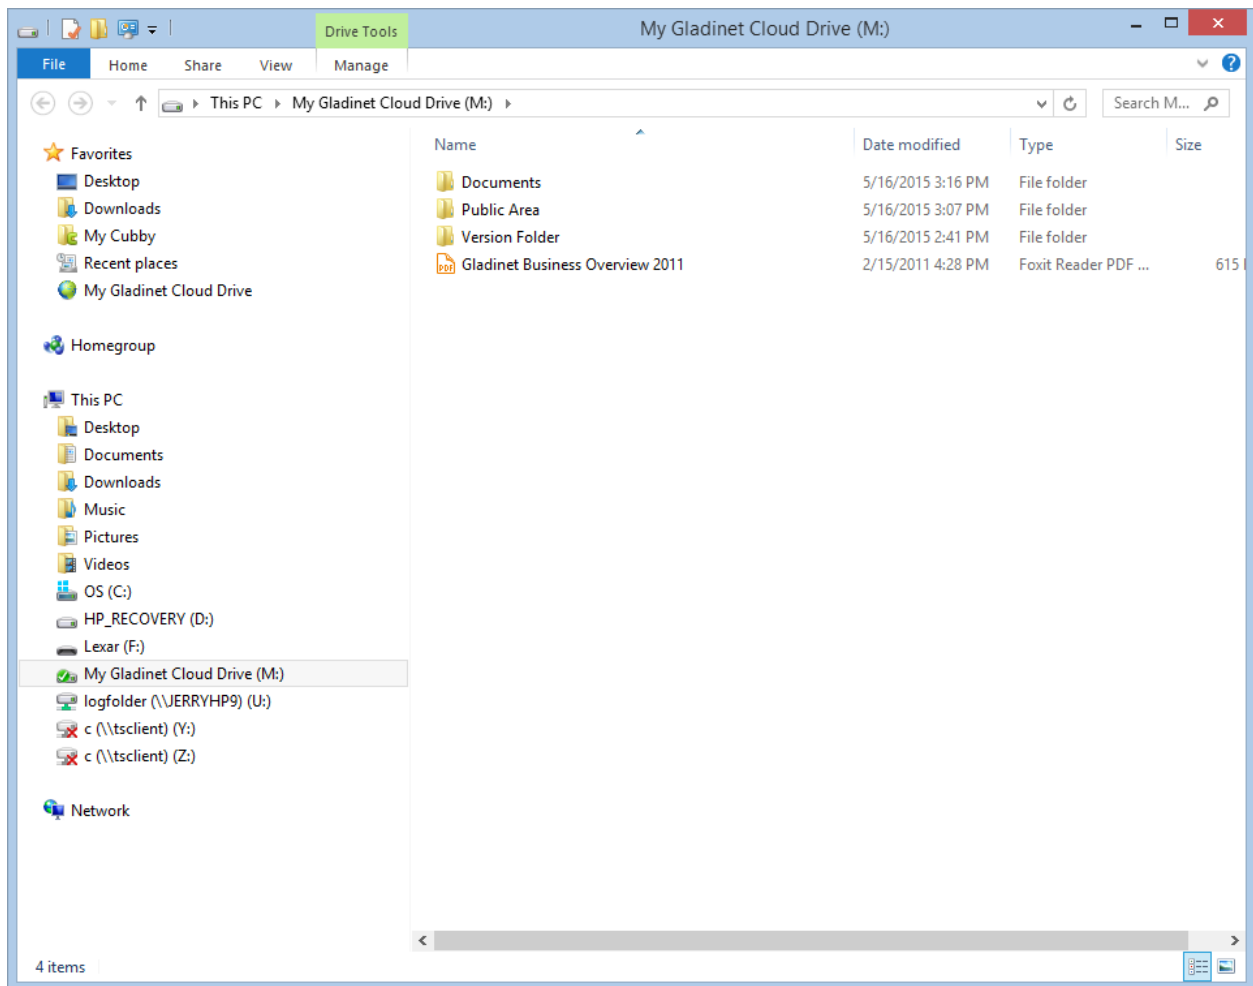 Drive Tools
My Gladinet Cloud Drive (M:)
File Home Share View Manage
This PC My Gladinet Cloud Drive (M:)
Search M...
Name Date modified Type Size
Favorites
Desktop
Downloads
My Cubby
Recent places
My Gladinet Cloud Drive
Homegroup
This PC
Desktop
Documents
Downloads
Music
Pictures
Videos
OS (C:)
HP_RECOVERY (D:)
Lexar (F:)
My Gladinet Cloud Drive (M:)
logfolder (\\JERRYHP9) (U:)
c (\\tsclient) (Y:)
c (\\tsclient) (Z:)
Network
Documents 5/16/2015 3:16 PM File folder
Public Area 5/16/2015 3:07 PM File folder
Version Folder 5/16/2015 2:41 PM File folder
PDF Gladinet Business Overview 2011 2/15/2011 4:28 PM Foxit Reader PDF ... 615
4 items